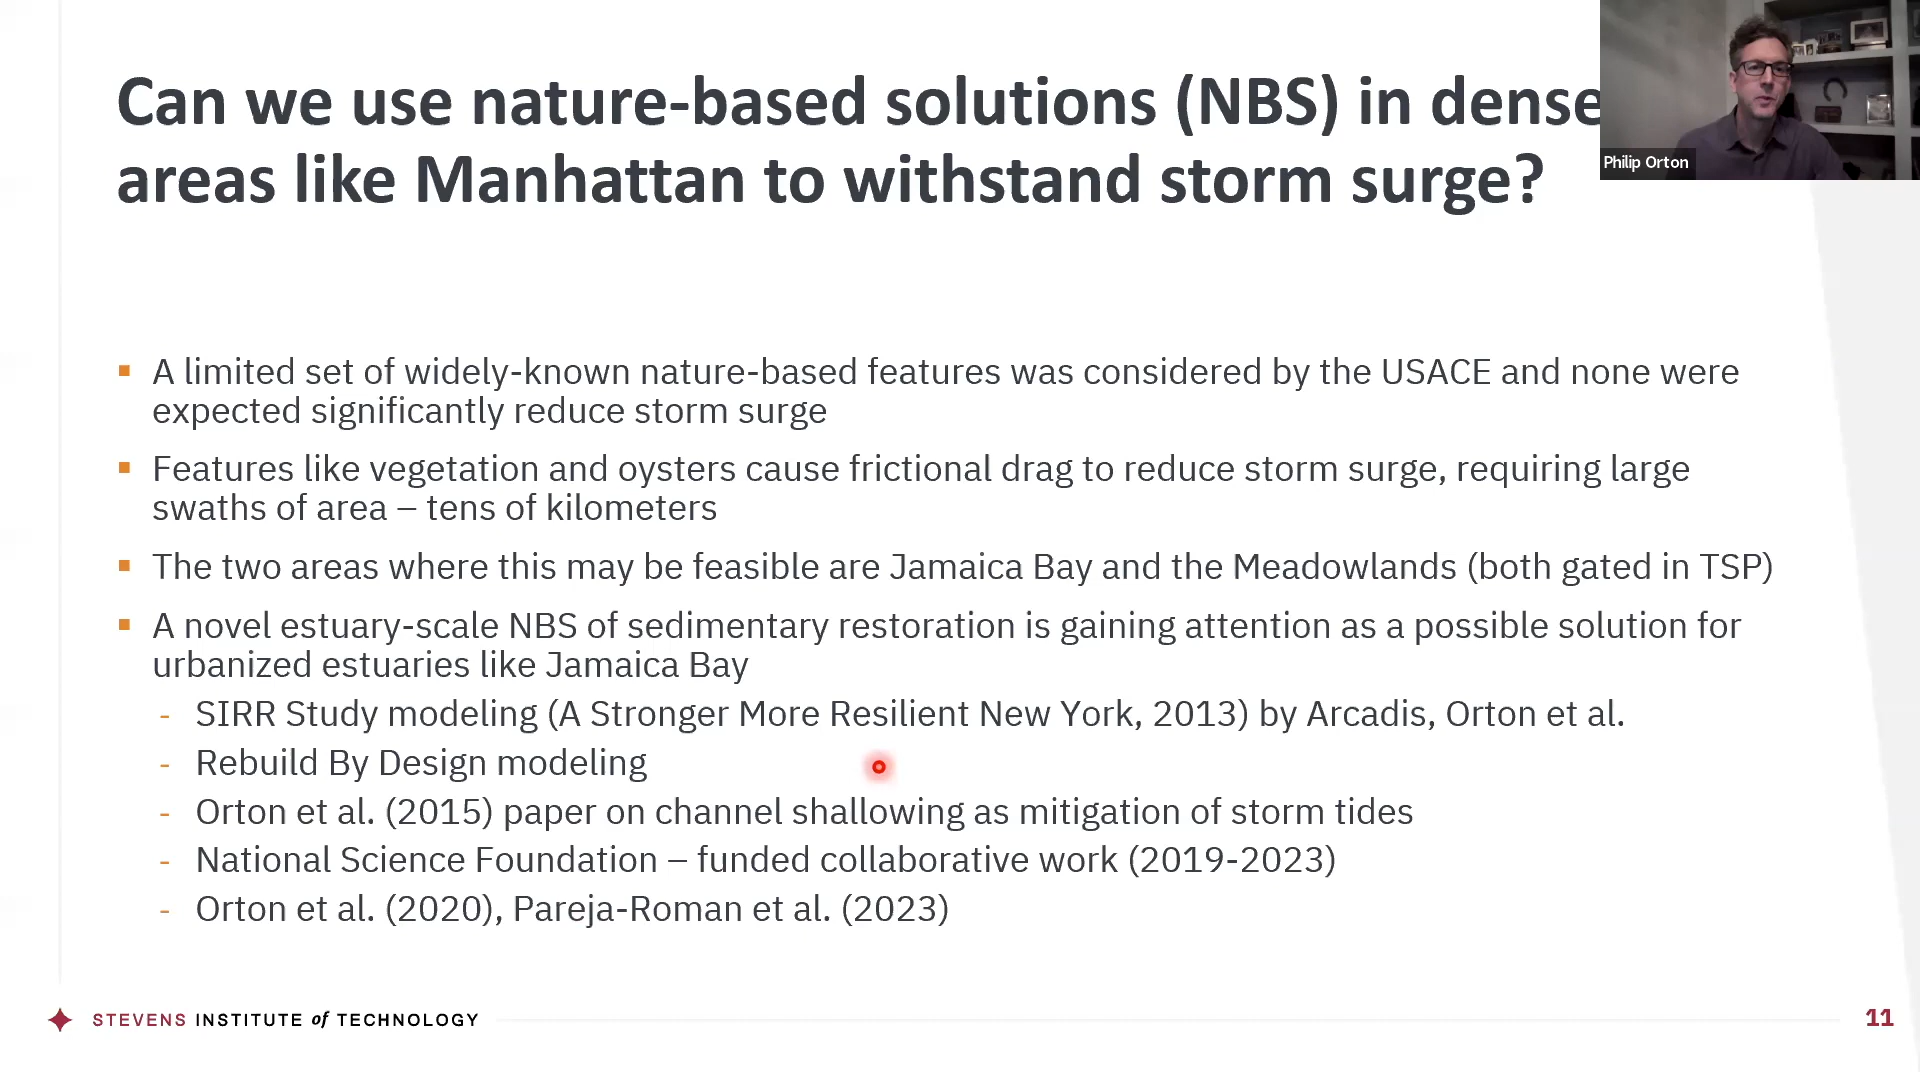 Can we use nature-based solutions (NBS) in dense
areas like Manhattan to withstand storm surge?
Philip Orton
▪ A limited set of widely-known nature-based features was considered by the USACE and none were
expected significantly reduce storm surge
▪ Features like vegetation and oysters cause frictional drag to reduce storm surge, requiring large
swaths of area – tens of kilometers
▪ The two areas where this may be feasible are Jamaica Bay and the Meadowlands (both gated in TSP)
▪ A novel estuary-scale NBS of sedimentary restoration is gaining attention as a possible solution for
urbanized estuaries like Jamaica Bay
- SIRR Study modeling (A Stronger More Resilient New York, 2013) by Arcadis, Orton et al.
- Rebuild By Design modeling
- Orton et al. (2015) paper on channel shallowing as mitigation of storm tides
- National Science Foundation – funded collaborative work (2019-2023)
- Orton et al. (2020), Pareja-Roman et al. (2023)
STEVENS INSTITUTE of TECHNOLOGY
11